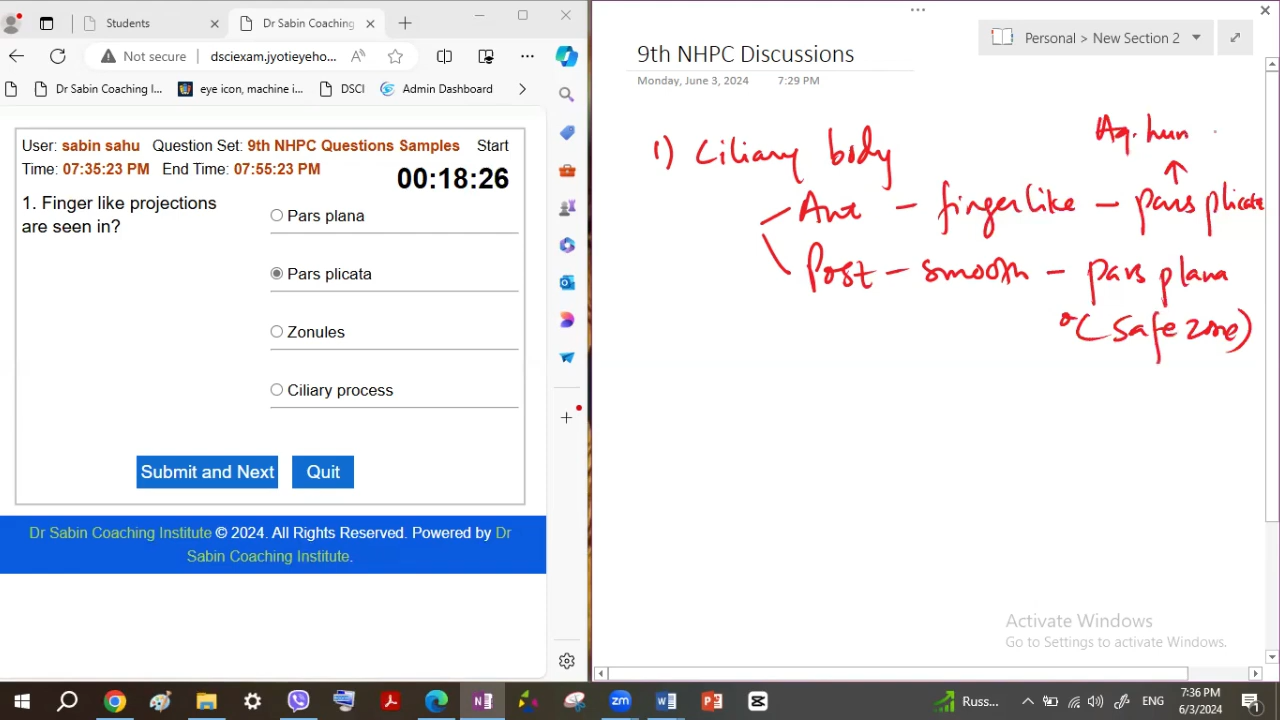 Students
Dr Sabin Coaching
Not secure
dsciexam.jyotieyeho...
Dr Sabin Coaching I...
eye icon, machine i...
DSCI
Admin Dashboard
User: sabin sahu Question Set: 9th NHPC Questions Samples Start
Time: 07:35:23 PM End Time: 07:55:23 PM
00:18:26
1. Finger like projections
are seen in?
Pars plana
Pars plicata
Zonules
Ciliary process
Submit and Next
Quit
Dr Sabin Coaching Institute © 2024. All Rights Reserved. Powered by Dr
Sabin Coaching Institute.
Personal > New Section 2
9th NHPC Discussions
Monday, June 3, 2024 7:29 PM
Aq. hum
1) Ciliary body
Ant - fingerlike - pars plicata
Post - smooth - pars plana
(Safe zone)
Activate Windows
Go to Settings to activate Windows.
Russ...
ENG
7:36 PM
6/3/2024